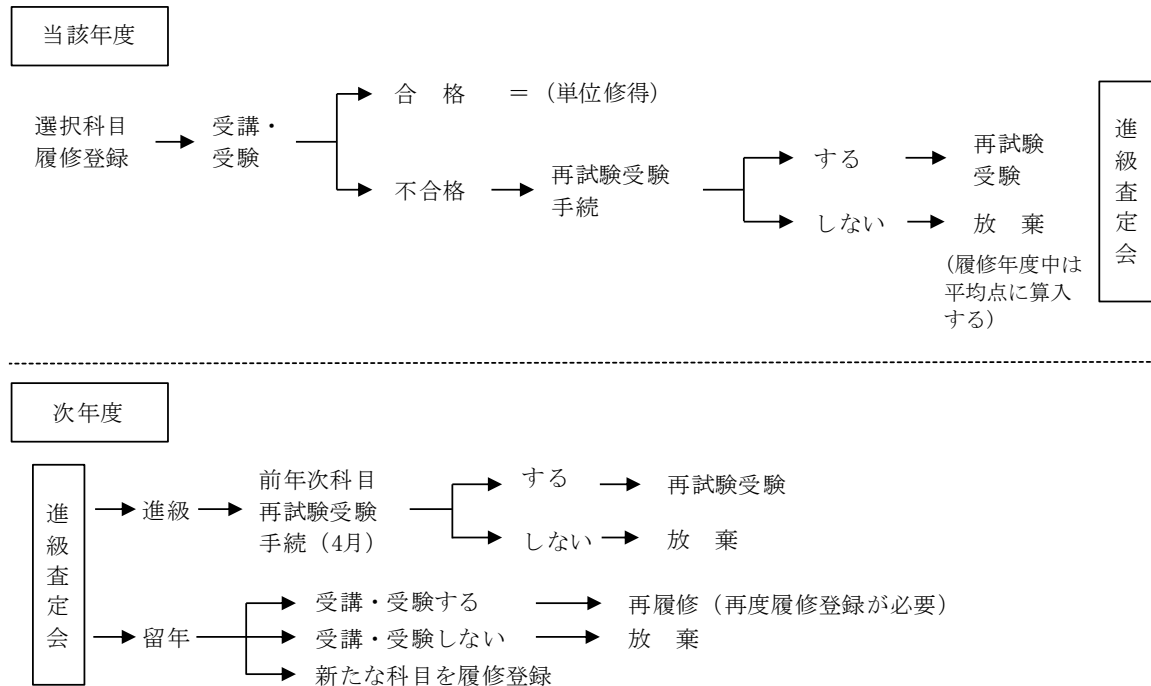 当該年度
選択科目
履修登録
受講・
受験
合　格　＝（単位修得）
不合格
再試験受験
手続
する
再試験
受験
しない
放　棄
（履修年度中は
平均点に算入
する）
進級査定会
次年度
進級査定会
進級
前年次科目
再試験受験
手続（4月）
する
再試験受験
しない
放　棄
留年
受講・受験する
再履修（再度履修登録が必要）
受講・受験しない
放　棄
新たな科目を履修登録